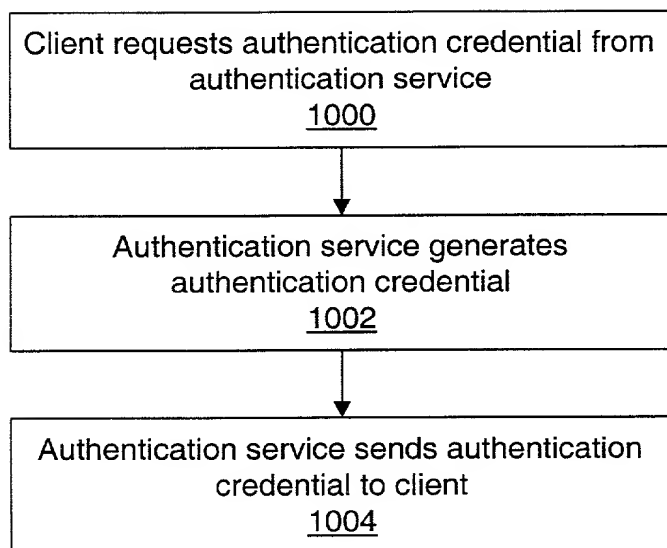 Client requests authentication credential from
authentication service
1000
Authentication service generates
authentication credential
1002
Authentication service sends authentication
credential to client
1004